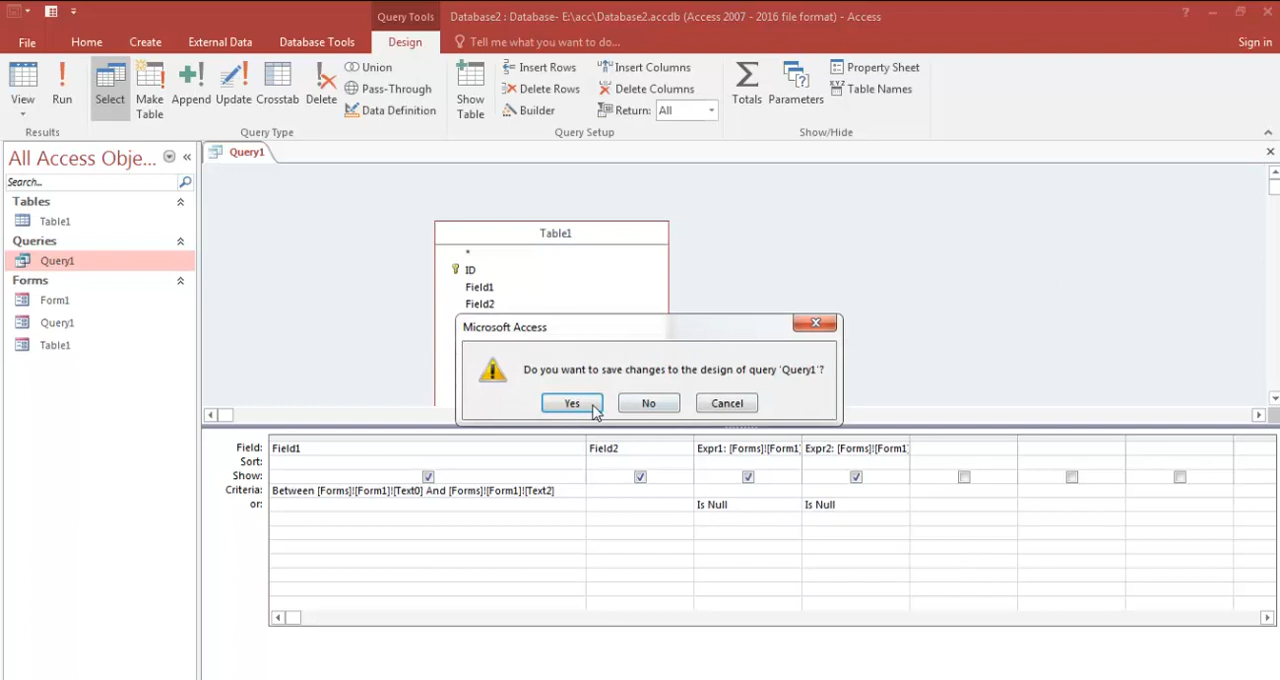 Query Tools
Database2 : Database- E:\acc\Database2.accdb (Access 2007 - 2016 file format) - Access
?
File
Home
Create
External Data
Database Tools
Design
Tell me what you want to do...
Sign in
View
Run
Select
Make Table
Append
Update
Crosstab
Delete
Union
Pass-Through
Data Definition
Show Table
Insert Rows
Delete Rows
Builder
Insert Columns
Delete Columns
Return: All
Totals
Parameters
Property Sheet
Table Names
Results
Query Type
Query Setup
Show/Hide
All Access Obje...
Search...
Tables
Table1
Queries
Query1
Forms
Form1
Query1
Table1
Query1
Table1
*
ID
Field1
Field2
Microsoft Access
Do you want to save changes to the design of query 'Query1'?
Yes
No
Cancel
Field: Field1 Field2 Expr1: [Forms]![Form1] Expr2: [Forms]![Form1]
Sort:
Show:
Criteria: Between [Forms]![Form1]![Text0] And [Forms]![Form1]![Text2]
or: Is Null Is Null